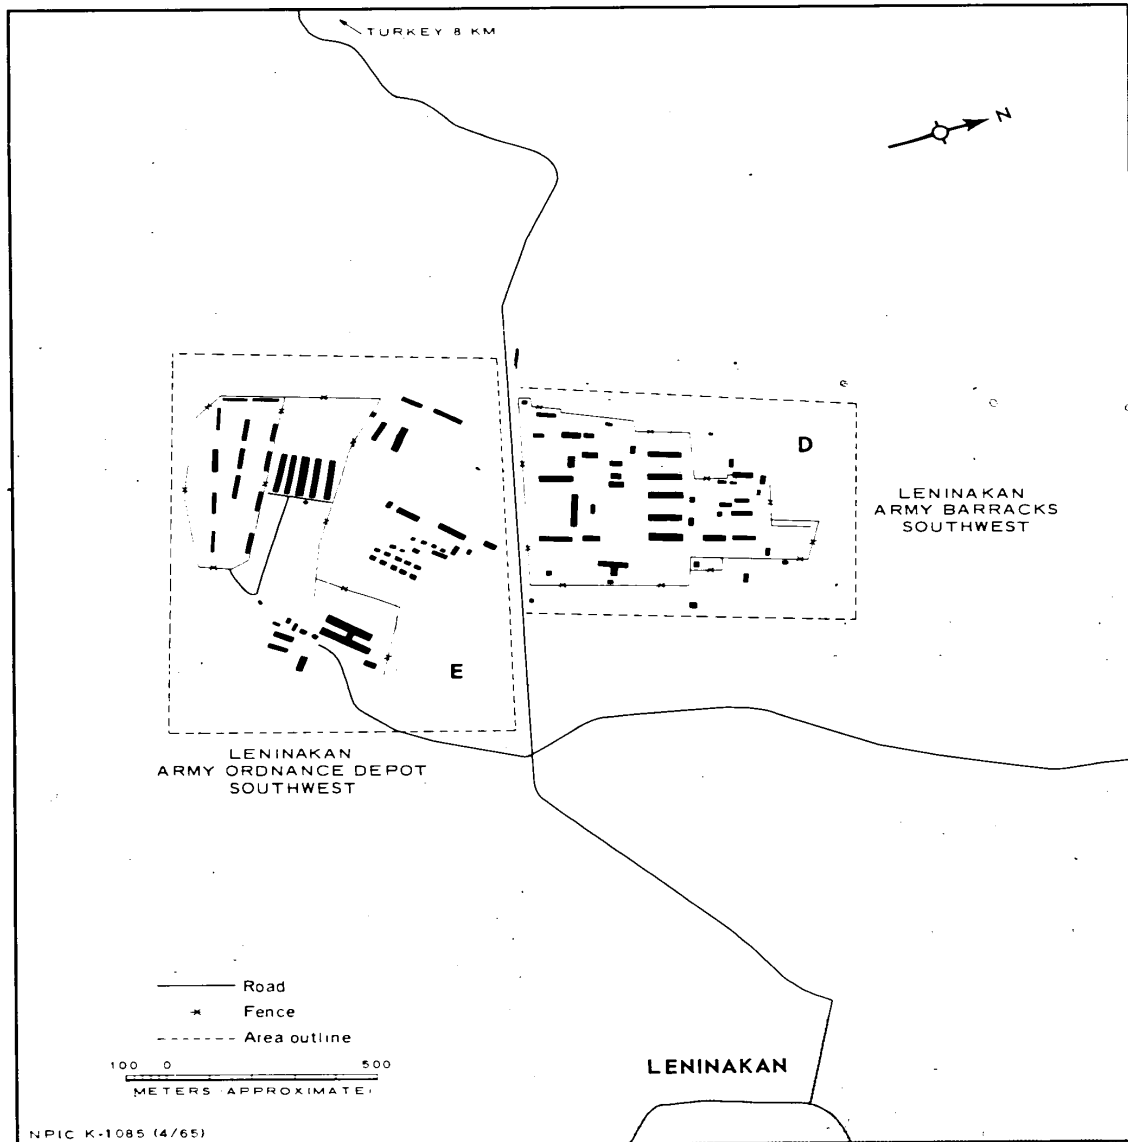 TURKEY 8 KM
N
D
LENINAKAN
ARMY BARRACKS
SOUTHWEST
E
LENINAKAN
ARMY ORDNANCE DEPOT
SOUTHWEST
Road
Fence
Area outline
100 0 500
METERS (APPROXIMATE)
LENINAKAN
NPIC K-1085 (4/65)